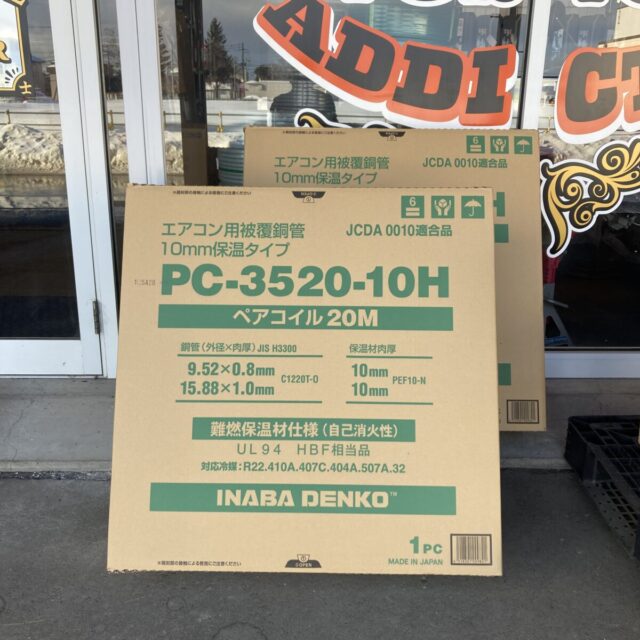 ADDI
CT
R
士
エアコン用被覆銅管
10mm保温タイプ
6
JCDA 0010適合品
H
エアコン用被覆銅管
10mm保温タイプ
6
JCDA 0010適合品
PC-3520-10H
ペアコイル 20M
銅管(外径×肉厚) JIS H3300
保温材肉厚
9.52×0.8mm
15.88×1.0mm
C1220T-O
10mm
10mm
PEF10-N
難燃保温材仕様(自己消火性)
UL94 HBF相当品
対応冷媒:R22.410A.407C.404A.507A.32
INABA DENKO™
1PC
MADE IN JAPAN
OPEN